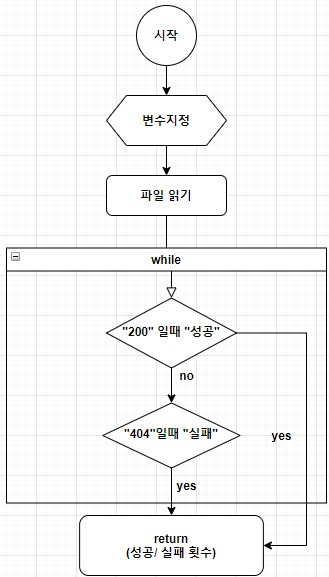 시작
변수지정
파일 읽기
while
"200" 일때 "성공"
no
"404"일때 "실패"
yes
yes
return
(성공/ 실패 횟수)